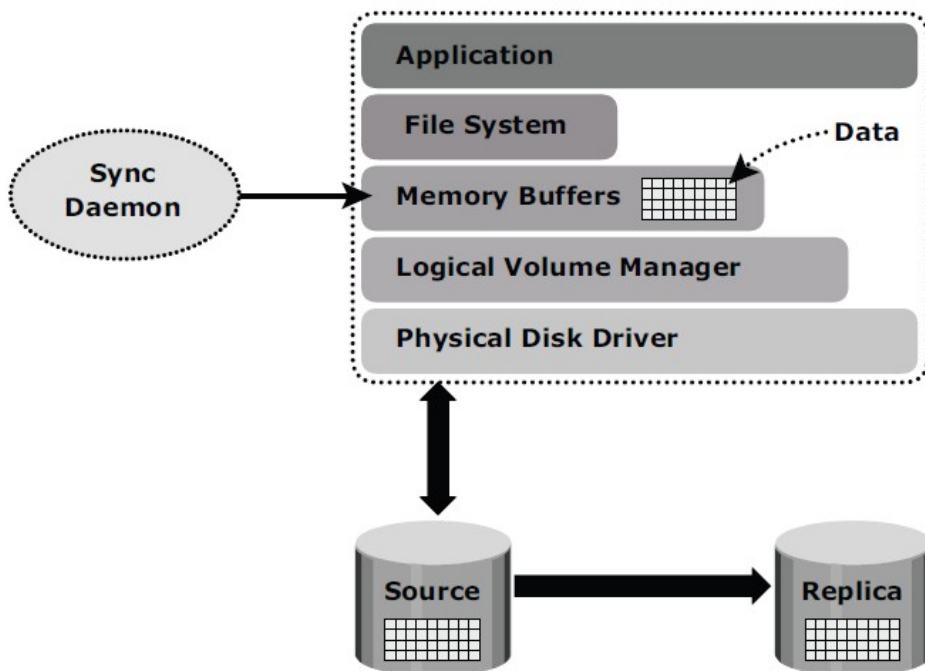 Application
File System
Data
Sync
Daemon
Memory Buffers
Logical Volume Manager
Physical Disk Driver
Source
Replica